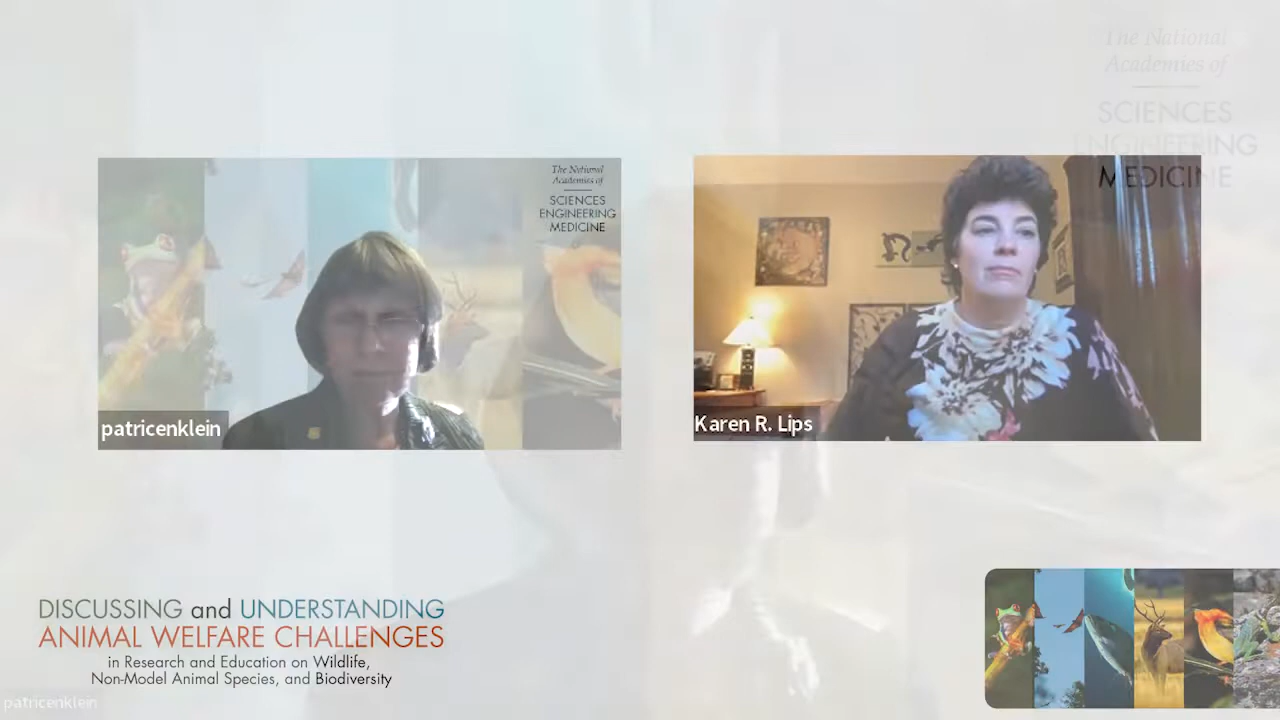 The National
Academies of
SCIENCES
ENGINEERING
MEDICINE
The National
Academies of
SCIENCES
ENGINEERING
MEDICINE
patricenklein
Karen R. Lips
DISCUSSING and UNDERSTANDING
ANIMAL WELFARE CHALLENGES
in Research and Education on Wildlife,
Non-Model Animal Species, and Biodiversity
patricenklein